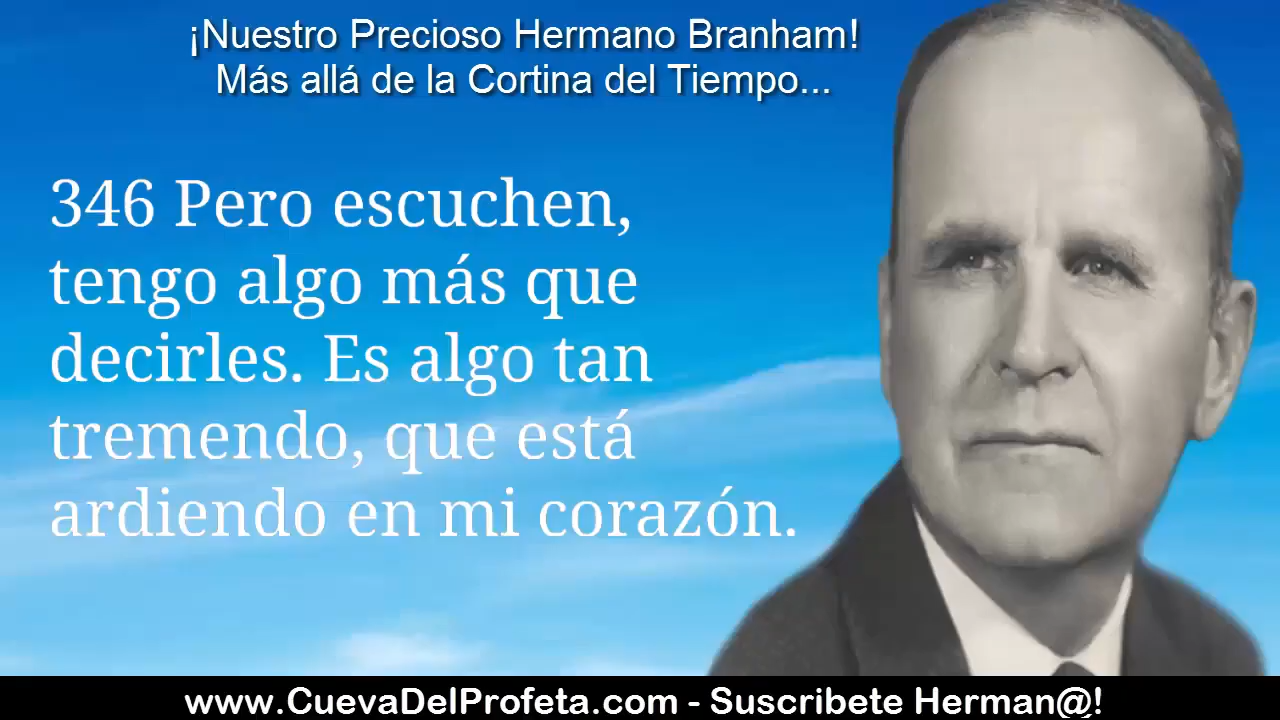 ¡Nuestro Precioso Hermano Branham!
Más allá de la Cortina del Tiempo...
346 Pero escuchen,
tengo algo más que
decirles. Es algo tan
tremendo, que está
ardiendo en mi corazón.
www.CuevaDelProfeta.com - Suscribete Herman@!